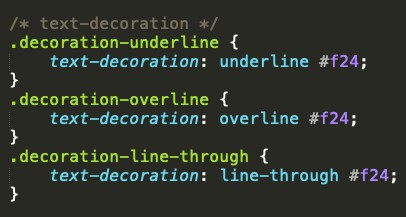 /* text-decoration */
.decoration-underline {
    text-decoration: underline #f24;
}
.decoration-overline {
    text-decoration: overline #f24;
}
.decoration-line-through {
    text-decoration: line-through #f24;
}